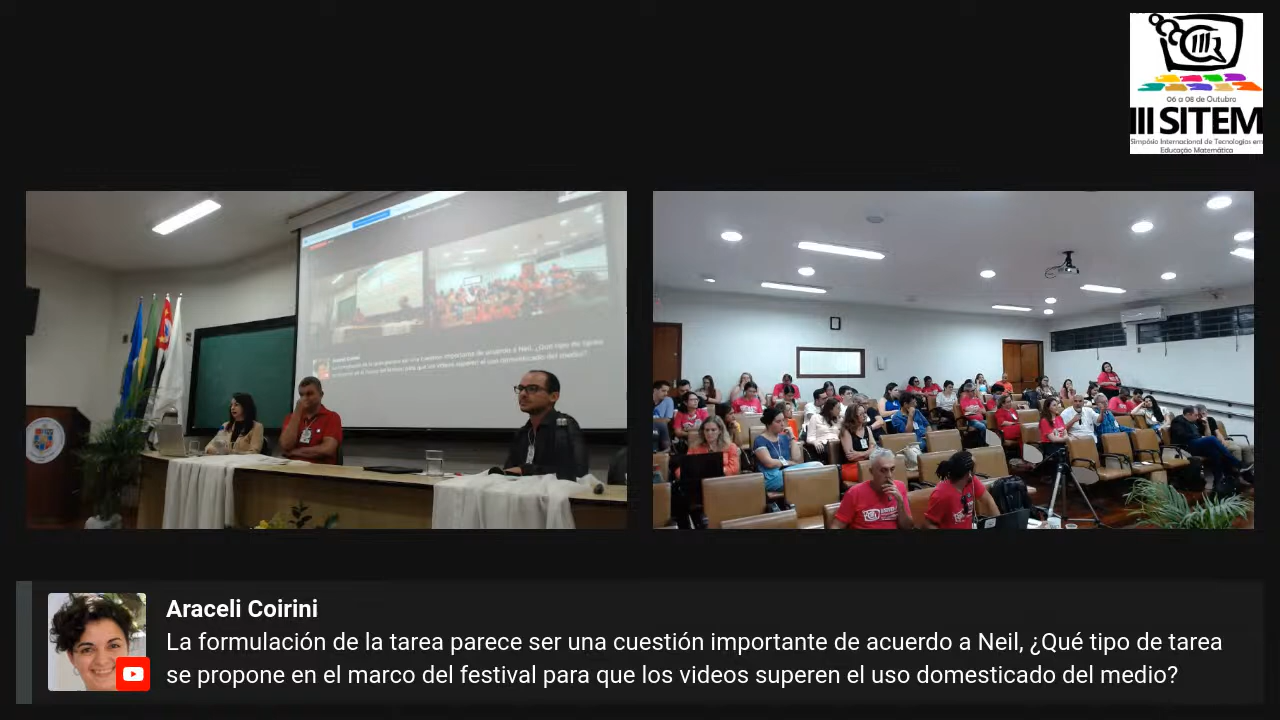 06 a 08 de Outubro
III SITEM
Simpósio Internacional de Tecnologias em
Educação Matemática
Araceli Coirini
La formulación de la tarea parece ser una cuestión importante de acuerdo a Neil, ¿Qué tipo de tarea
se propone en el marco del festival para que los videos superen el uso domesticado del medio?